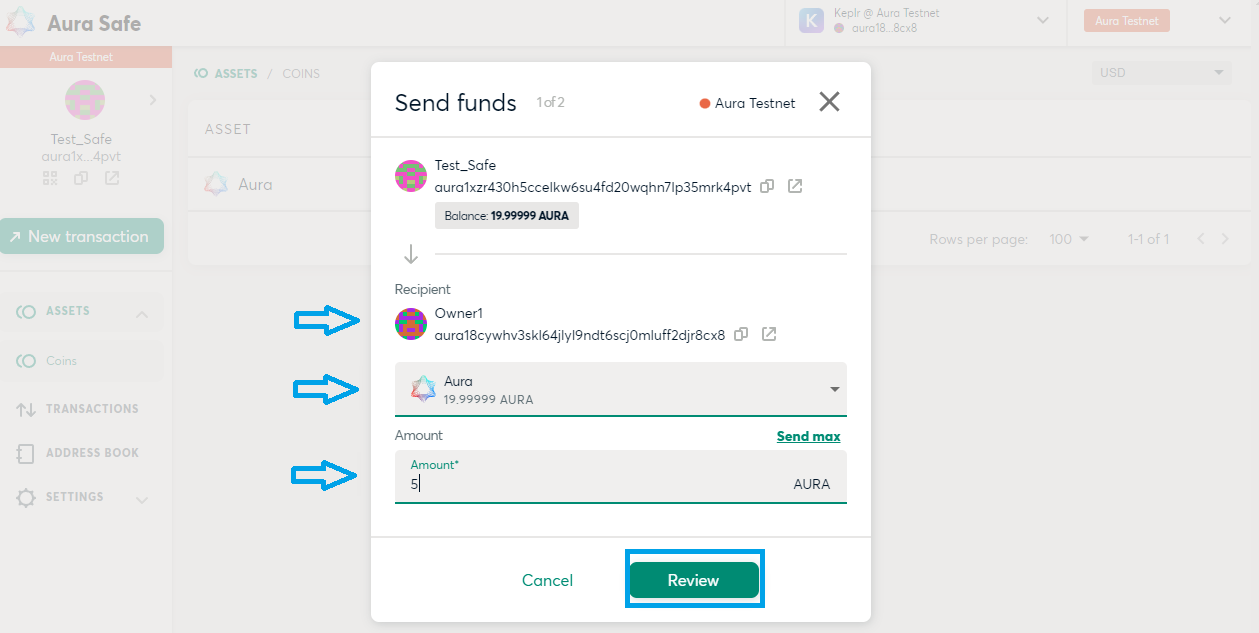 Aura Safe
Keplr @ Aura Testnet
aura18...8cx8
Aura Testnet
Aura Testnet
Test_Safe
aura1x...4pvt
New transaction
ASSETS
Coins
TRANSACTIONS
ADDRESS BOOK
SETTINGS
ASSETS / COINS
USD
ASSET
Aura
Rows per page: 100 1-1 of 1
Send funds 1 of 2 Aura Testnet
Test_Safe
aura1xzr430h5ccelkw6su4fd20wqhn7lp35mrk4pvt
Balance: 19.99999 AURA
Recipient
Owner1
aura18cywhv3skl64jlyl9ndt6scj0mluff2djr8cx8
Aura
19.99999 AURA
Amount Send max
Amount*
5 AURA
Cancel Review